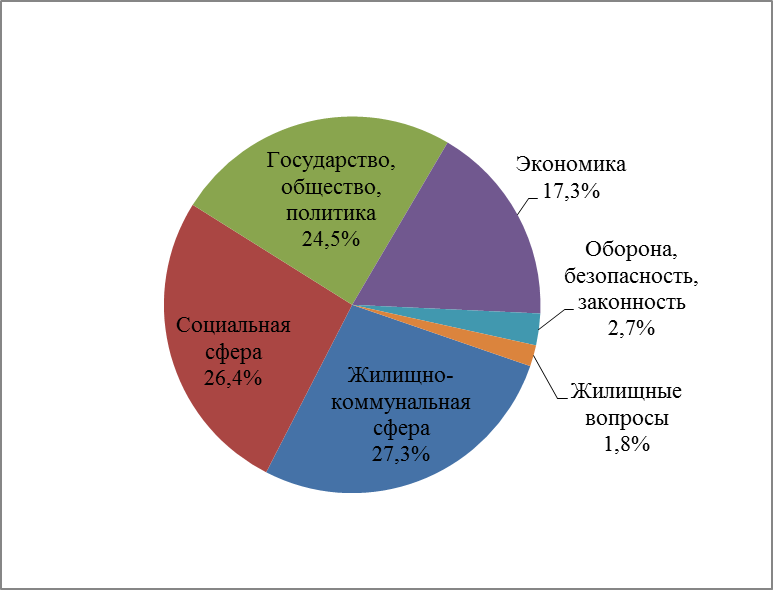 Государство,
общество,
политика
24,5%
Экономика
17,3%
Оборона,
безопасность,
законность
2,7%
Жилищные
вопросы
1,8%
Жилищно-
коммунальная
сфера
27,3%
Социальная
сфера
26,4%